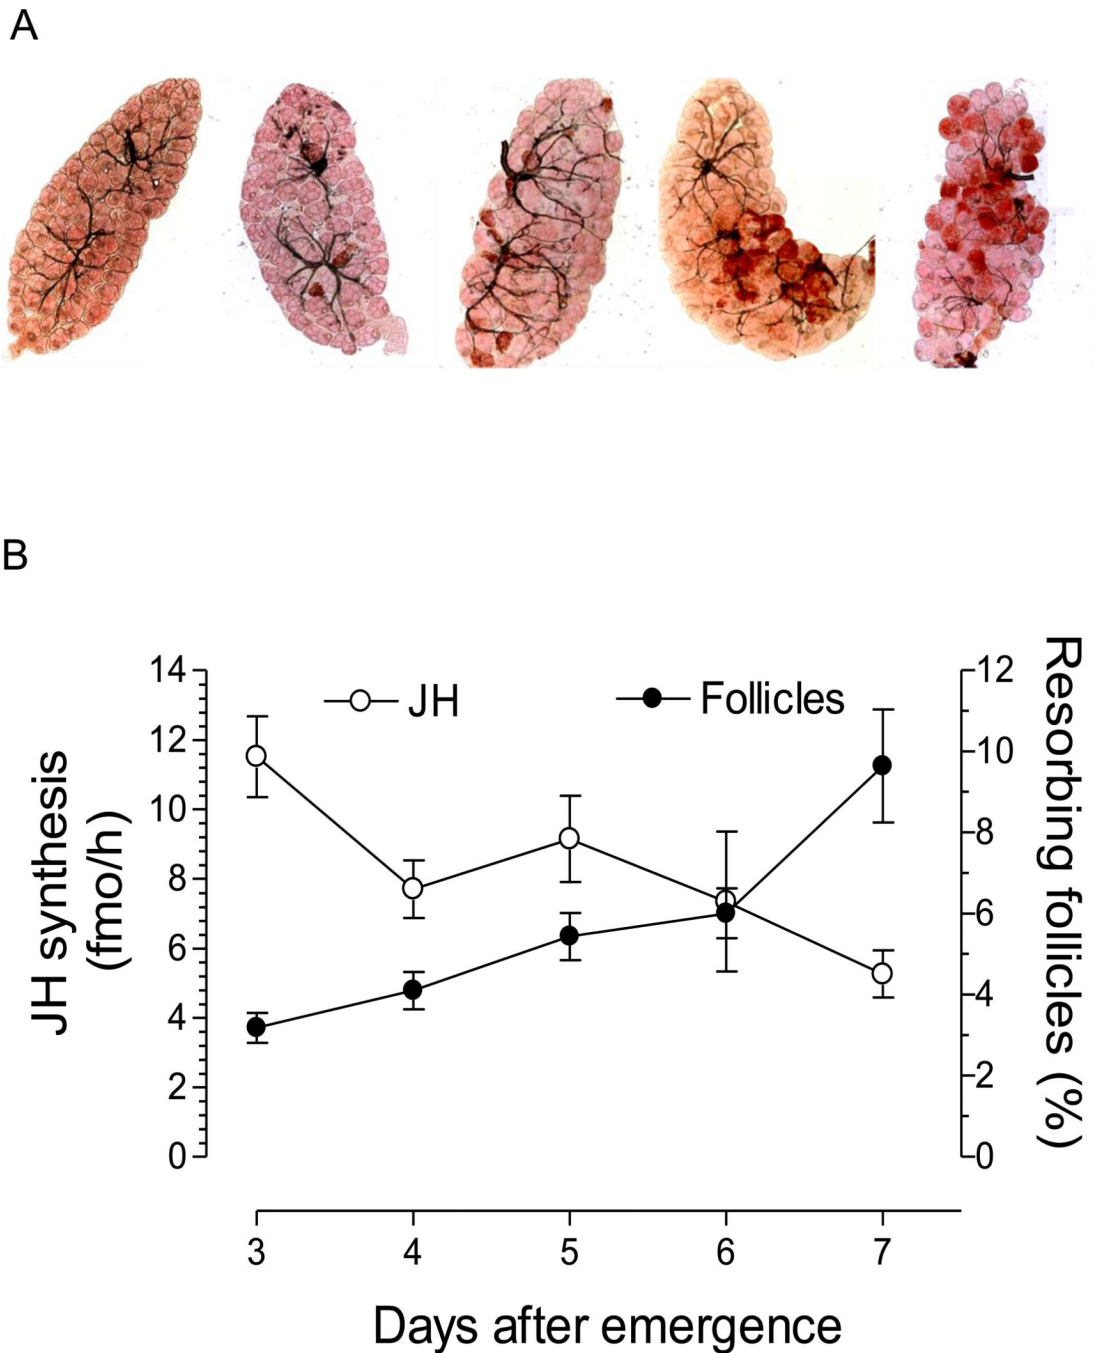 A
B
JH synthesis
(fmo/h)
14
12
10
8
6
4
2
0
JH
Follicles
12
10
8
6
4
2
0
Resorbing follicles (%)
3 4 5 6 7
Days after emergence